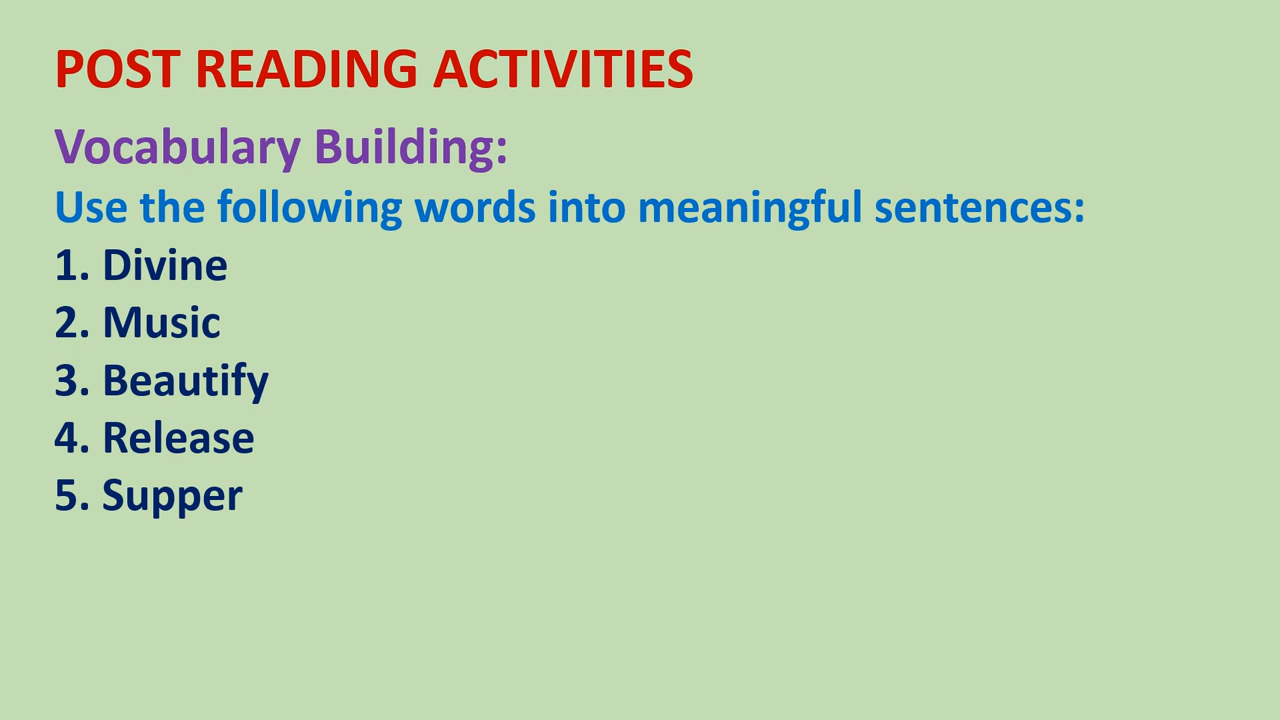 POST READING ACTIVITIES
Vocabulary Building:
Use the following words into meaningful sentences:
1. Divine
2. Music
3. Beautify
4. Release
5. Supper